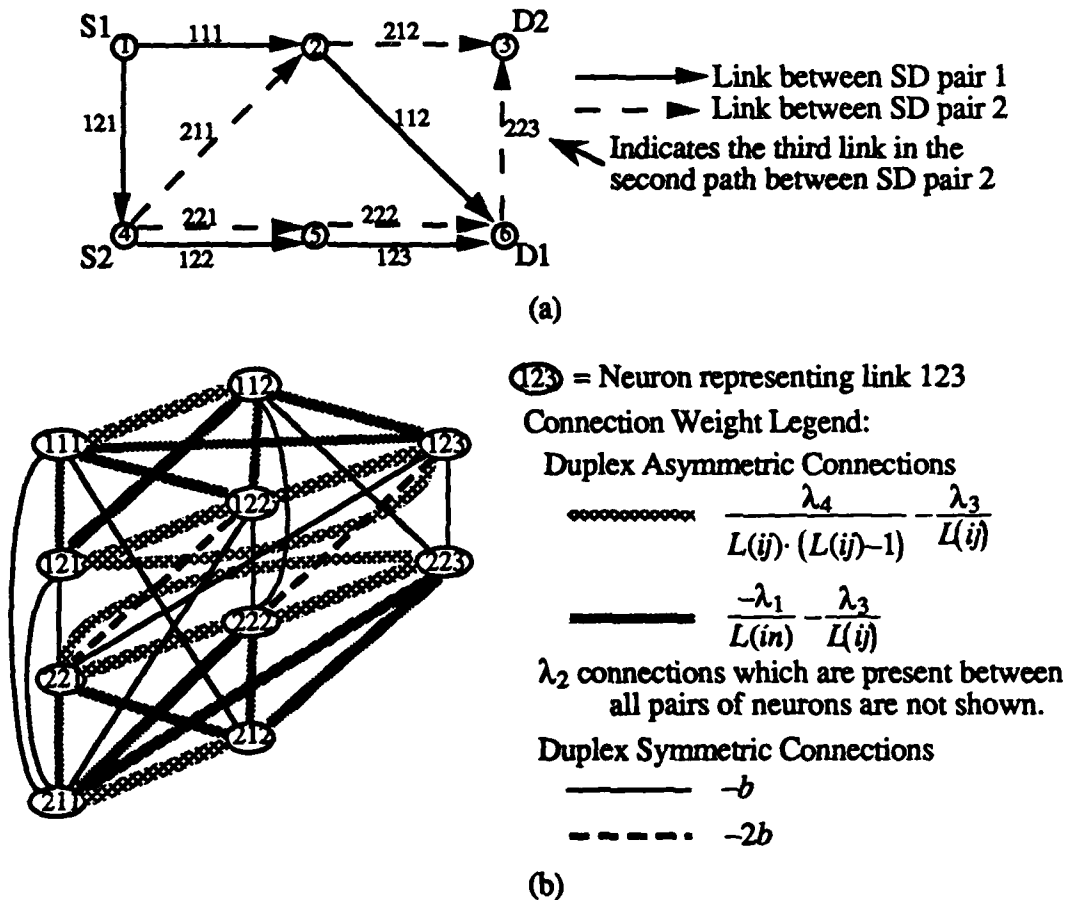 S1
D2
1
111
2
212
3
Link between SD pair 1
Link between SD pair 2
121
211
112
223
Indicates the third link in the
second path between SD pair 2
4
221
5
222
6
S2
122
123
D1
(a)
112
111
123
122
121
223
222
221
212
211
123 = Neuron representing link 123
Connection Weight Legend:
Duplex Asymmetric Connections
λ4 / L(ij)· (L(ij)−1) − λ3 / L(ij)
−λ1 / L(in) − λ3 / L(ij)
λ2 connections which are present between
all pairs of neurons are not shown.
Duplex Symmetric Connections
−b
−2b
(b)